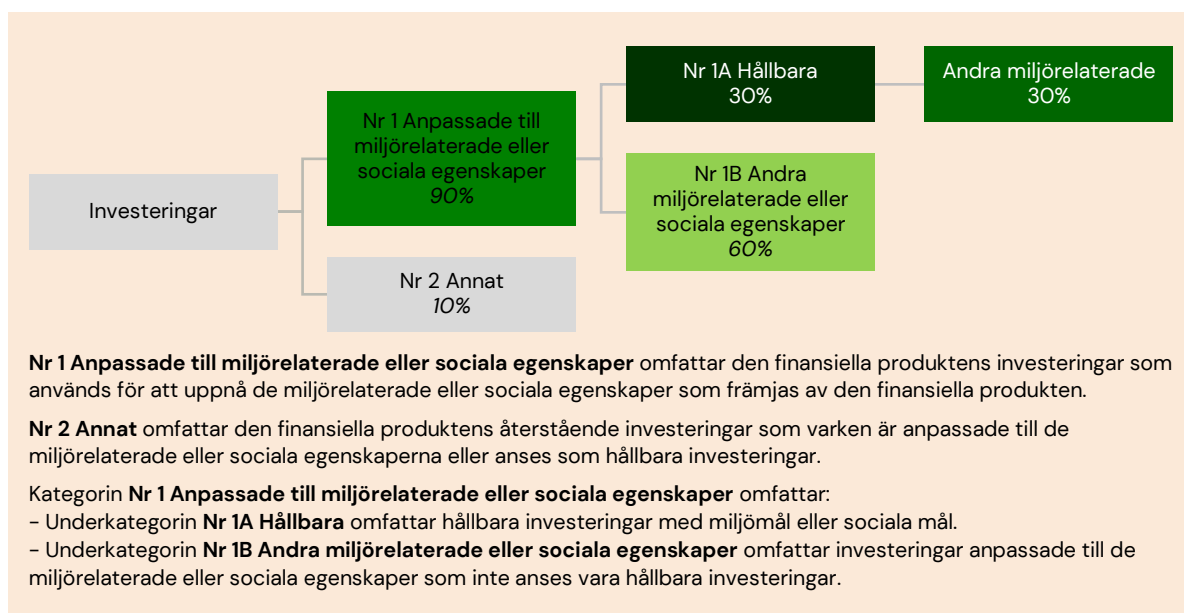 Investeringar
Nr 1 Anpassade till
miljörelaterade eller
sociala egenskaper
90%
Nr 2 Annat
10%
Nr 1A Hållbara
30%
Nr 1B Andra
miljörelaterade eller
sociala egenskaper
60%
Andra miljörelaterade
30%
Nr 1 Anpassade till miljörelaterade eller sociala egenskaper omfattar den finansiella produktens investeringar som
används för att uppnå de miljörelaterade eller sociala egenskaper som främjas av den finansiella produkten.
Nr 2 Annat omfattar den finansiella produktens återstående investeringar som varken är anpassade till de
miljörelaterade eller sociala egenskaperna eller anses som hållbara investeringar.
Kategorin Nr 1 Anpassade till miljörelaterade eller sociala egenskaper omfattar:
- Underkategorin Nr 1A Hållbara omfattar hållbara investeringar med miljömål eller sociala mål.
- Underkategorin Nr 1B Andra miljörelaterade eller sociala egenskaper omfattar investeringar anpassade till de
miljörelaterade eller sociala egenskaper som inte anses vara hållbara investeringar.